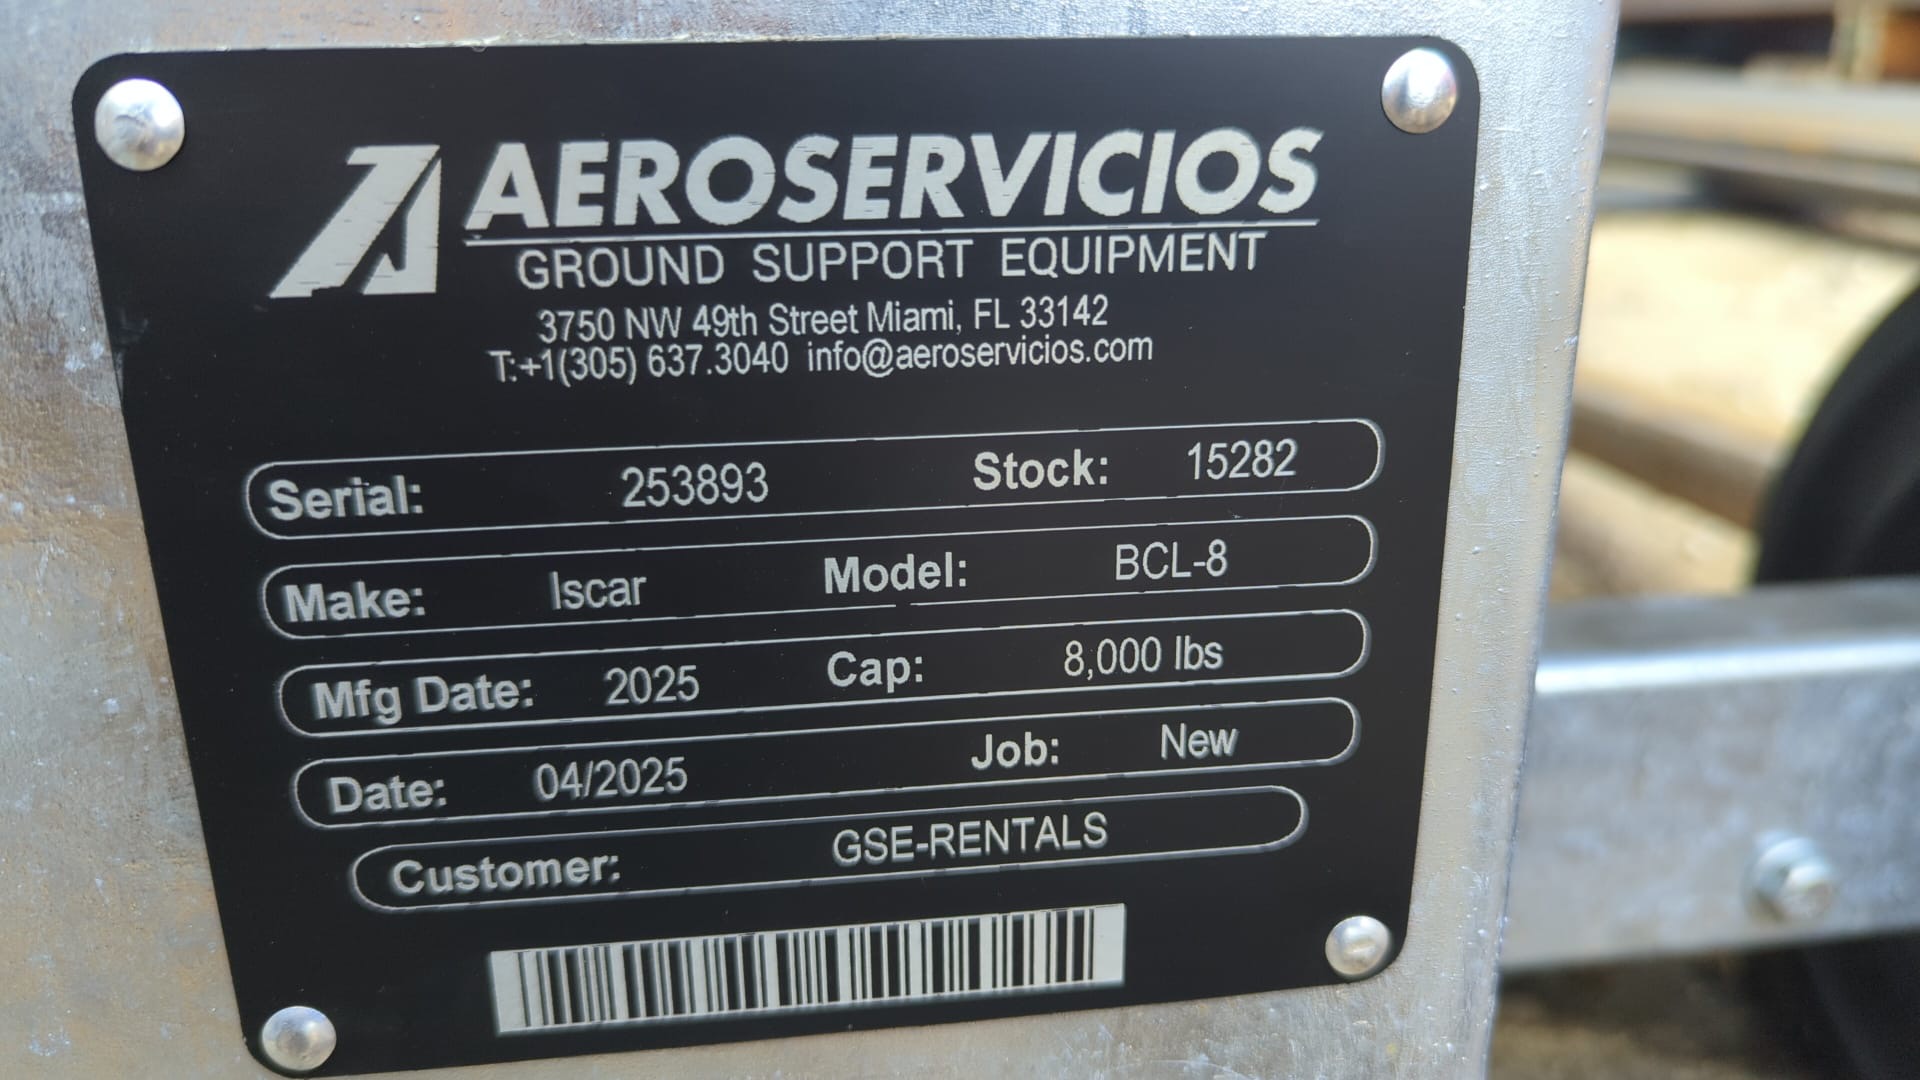 AEROSERVICIOS
GROUND SUPPORT EQUIPMENT
3750 NW 49th Street Miami, FL 33142
T:+1(305) 637.3040 info@aeroservicios.com
Serial: 253893 Stock: 15282
Make: Iscar Model: BCL-8
Mfg Date: 2025 Cap: 8,000 lbs
Date: 04/2025 Job: New
Customer: GSE-RENTALS